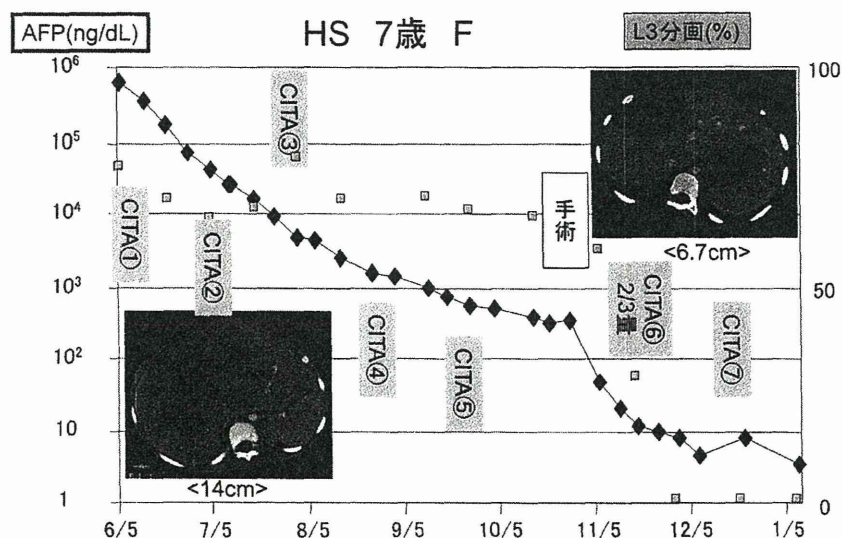 AFP(ng/dL)
HS 7歳 F
L3分画(%)
10⁶
10⁵
10⁴
10³
10²
10
1
100
50
0
CITA①
CITA②
CITA③
CITA④
CITA⑤
手術
CITA⑥
2/3量
CITA⑦
<14cm>
<6.7cm>
6/5
7/5
8/5
9/5
10/5
11/5
12/5
1/5